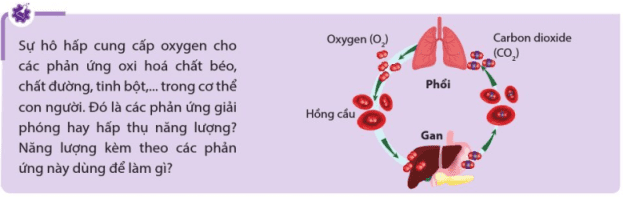 Sự hô hấp cung cấp oxygen cho
các phản ứng oxi hoá chất béo,
chất đường, tinh bột,... trong cơ thể
con người. Đó là các phản ứng giải
phóng hay hấp thụ năng lượng?
Năng lượng kèm theo các phản
ứng này dùng để làm gì?
Oxygen (O₂)
Carbon dioxide
(CO₂)
Phổi
Hồng cầu
Gan